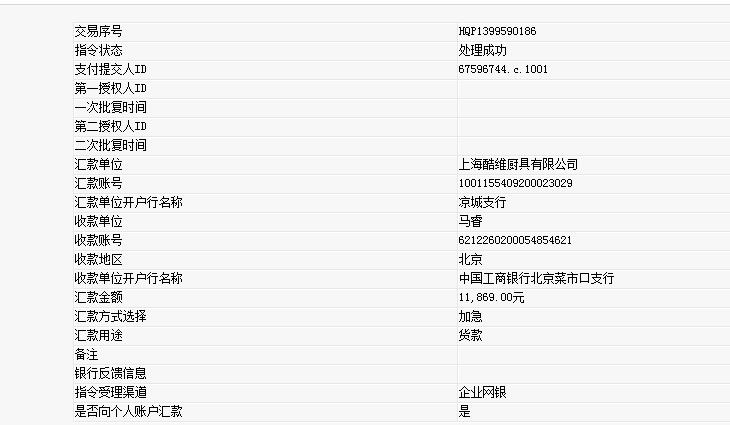 交易序号 HQP1399590186
指令状态 处理成功
支付提交人ID 67596744.c.1001
第一授权人ID
一次批复时间
第二授权人ID
二次批复时间
汇款单位 上海酷维厨具有限公司
汇款账号 1001155409200023029
汇款单位开户行名称 凉城支行
收款单位 马睿
收款账号 6212260200054854621
收款地区 北京
收款单位开户行名称 中国工商银行北京菜市口支行
汇款金额 11,869.00元
汇款方式选择 加急
汇款用途 货款
备注
银行反馈信息
指令受理渠道 企业网银
是否向个人账户汇款 是